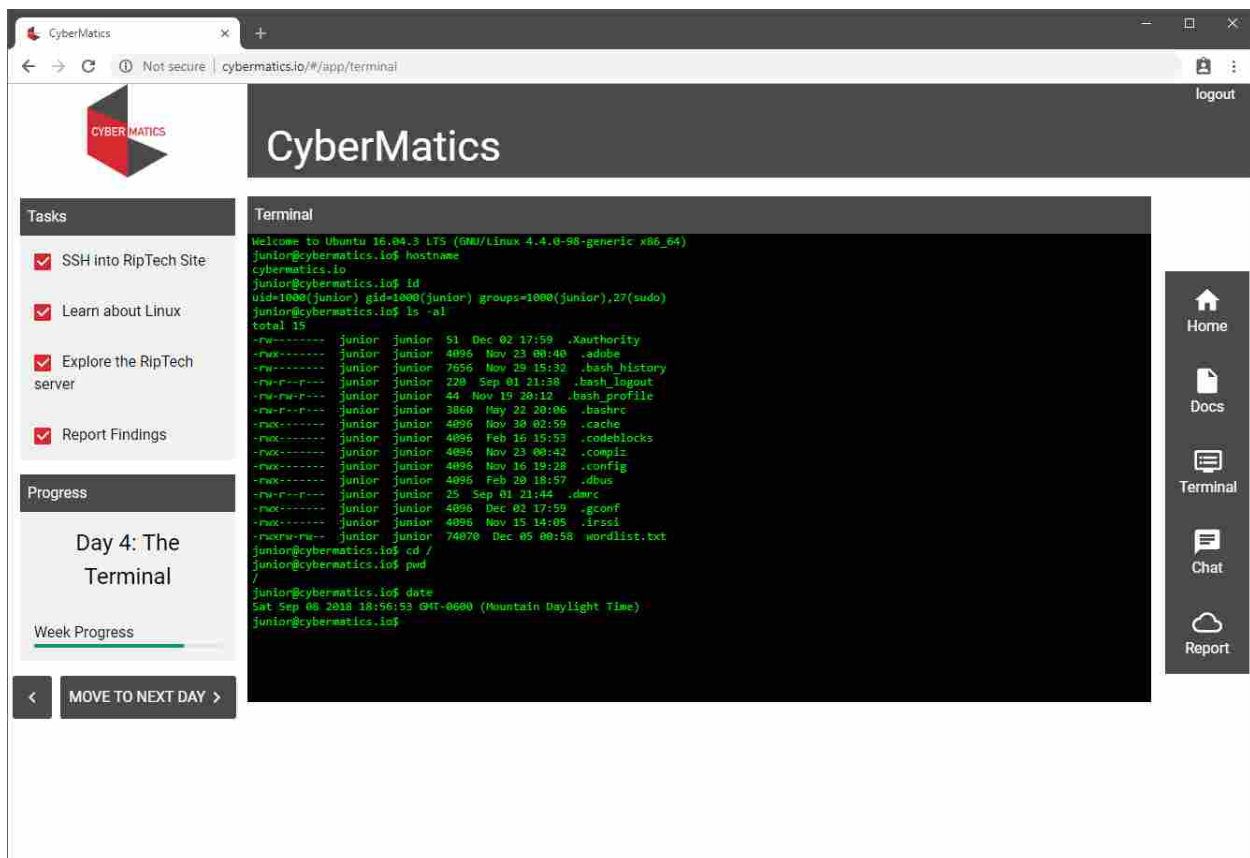 CyberMatics
Not secure | cybermatics.io/#/app/terminal
logout
CYBERMATICS
CyberMatics
Tasks
SSH into RipTech Site
Learn about Linux
Explore the RipTech
server
Report Findings
Progress
Day 4: The
Terminal
Week Progress
MOVE TO NEXT DAY
Terminal
Welcome to Ubuntu 16.04.3 LTS (GNU/Linux 4.4.0-98-generic x86_64)
junior@cybermatics.io$ hostname
cybermatics.io
junior@cybermatics.io$ id
uid=1000(junior) gid=1000(junior) groups=1000(junior),27(sudo)
junior@cybermatics.io$ ls -al
total 15
-rw-------- junior junior 51 Dec 02 17:59 .Xauthority
-rwx------- junior junior 4096 Nov 23 00:40 .adobe
-rw-------- junior junior 7656 Nov 29 15:32 .bash_history
-rw-r--r--- junior junior 220 Sep 01 21:38 .bash_logout
-rw-rw-r--- junior junior 44 Nov 19 20:12 .bash_profile
-rw-r--r--- junior junior 3860 May 22 20:06 .bashrc
-rwx------- junior junior 4096 Nov 30 02:59 .cache
-rwx------- junior junior 4096 Feb 16 15:53 .codeblocks
-rwx------- junior junior 4096 Nov 23 00:42 .compiz
-rwx------- junior junior 4096 Nov 16 19:28 .config
-rwx------- junior junior 4096 Feb 20 18:57 .dbus
-rw-r--r--- junior junior 25 Sep 01 21:44 .dmrc
-rwx------- junior junior 4096 Dec 02 17:59 .gconf
-rwx------- junior junior 4096 Nov 15 14:05 .irssi
-rwxrw-rw-- junior junior 74070 Dec 05 00:58 wordlist.txt
junior@cybermatics.io$ cd /
junior@cybermatics.io$ pwd
/
junior@cybermatics.io$ date
Sat Sep 08 2018 18:56:53 GMT-0600 (Mountain Daylight Time)
junior@cybermatics.io$
Home
Docs
Terminal
Chat
Report